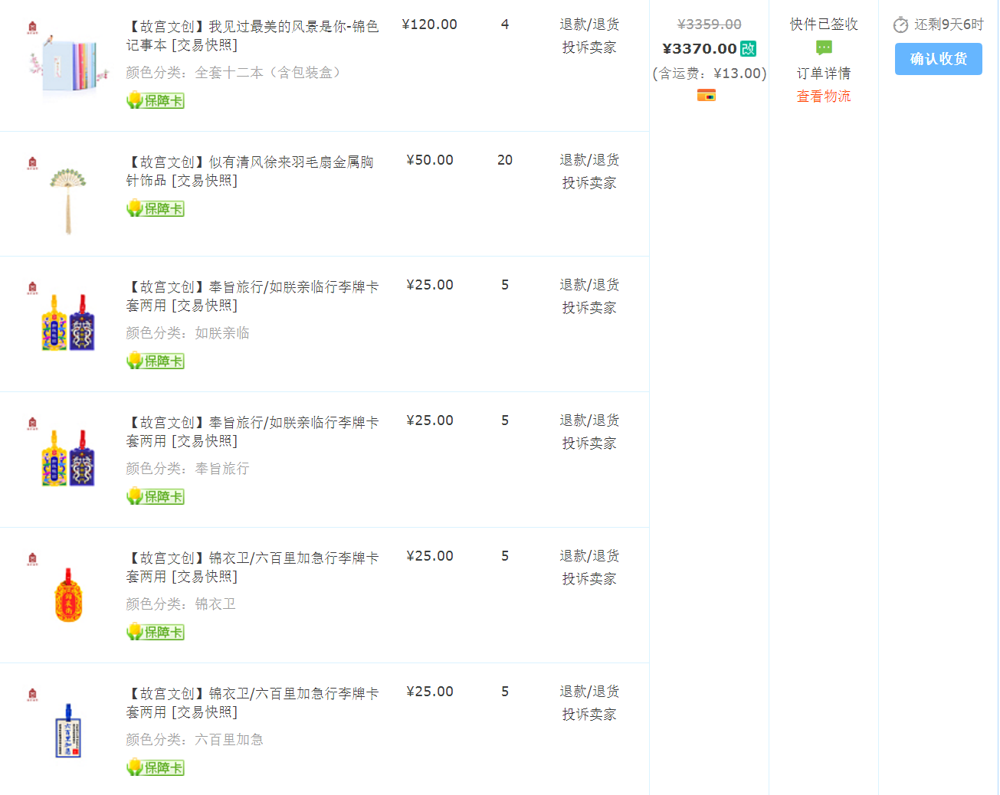 【故宫文创】我见过最美的风景是你-锦色
记事本 [交易快照]
颜色分类：全套十二本（含包装盒）
保障卡
¥120.00
4
退款/退货
投诉卖家
¥3359.00
¥3370.00 改
(含运费：¥13.00)
快件已签收
订单详情
查看物流
还剩9天6时
确认收货
【故宫文创】似有清风徐来羽毛扇金属胸
针饰品 [交易快照]
保障卡
¥50.00
20
退款/退货
投诉卖家
【故宫文创】奉旨旅行/如朕亲临行李牌卡
套两用 [交易快照]
颜色分类：如朕亲临
保障卡
¥25.00
5
退款/退货
投诉卖家
【故宫文创】奉旨旅行/如朕亲临行李牌卡
套两用 [交易快照]
颜色分类：奉旨旅行
保障卡
¥25.00
5
退款/退货
投诉卖家
【故宫文创】锦衣卫/六百里加急行李牌卡
套两用 [交易快照]
颜色分类：锦衣卫
保障卡
¥25.00
5
退款/退货
投诉卖家
錦衣衛
【故宫文创】锦衣卫/六百里加急行李牌卡
套两用 [交易快照]
颜色分类：六百里加急
保障卡
¥25.00
5
退款/退货
投诉卖家
六百里加急